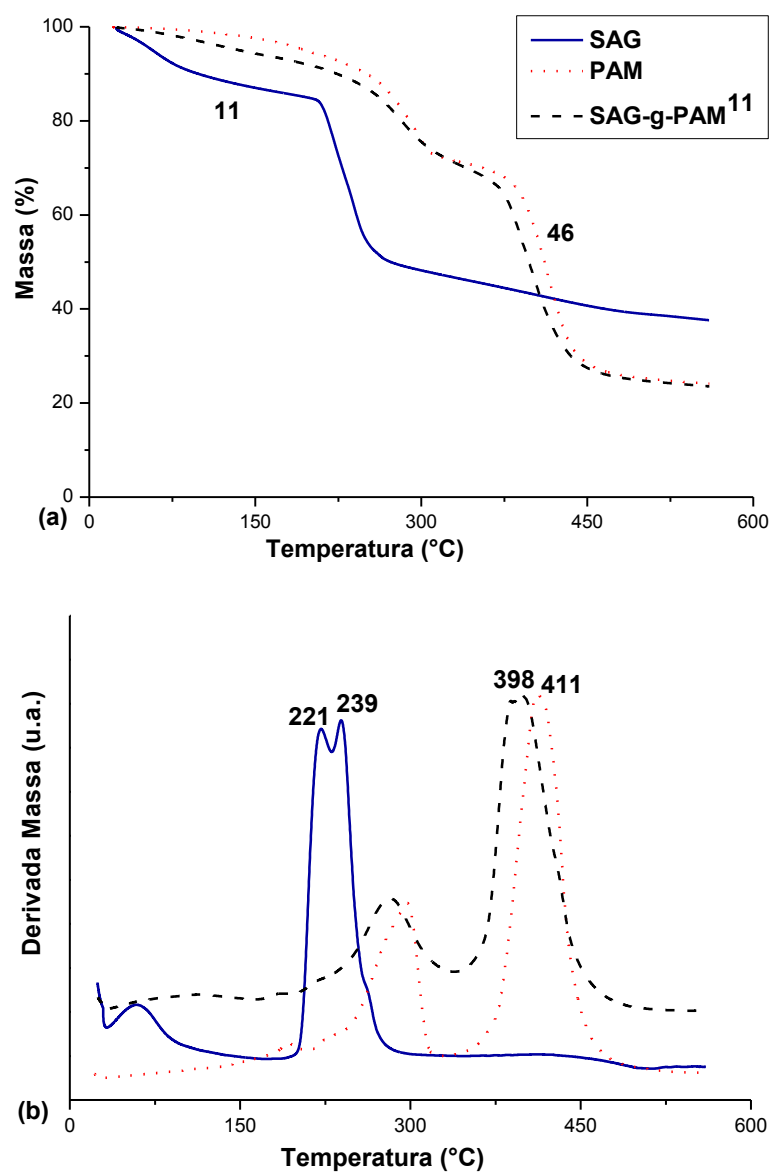 100
80
60
40
20
0
Massa (%)
SAG
PAM
SAG-g-PAM11
11
46
(a)
0
150
300
450
600
Temperatura (°C)
Derivada Massa (u.a.)
221
239
398
411
(b)
0
150
300
450
600
Temperatura (°C)